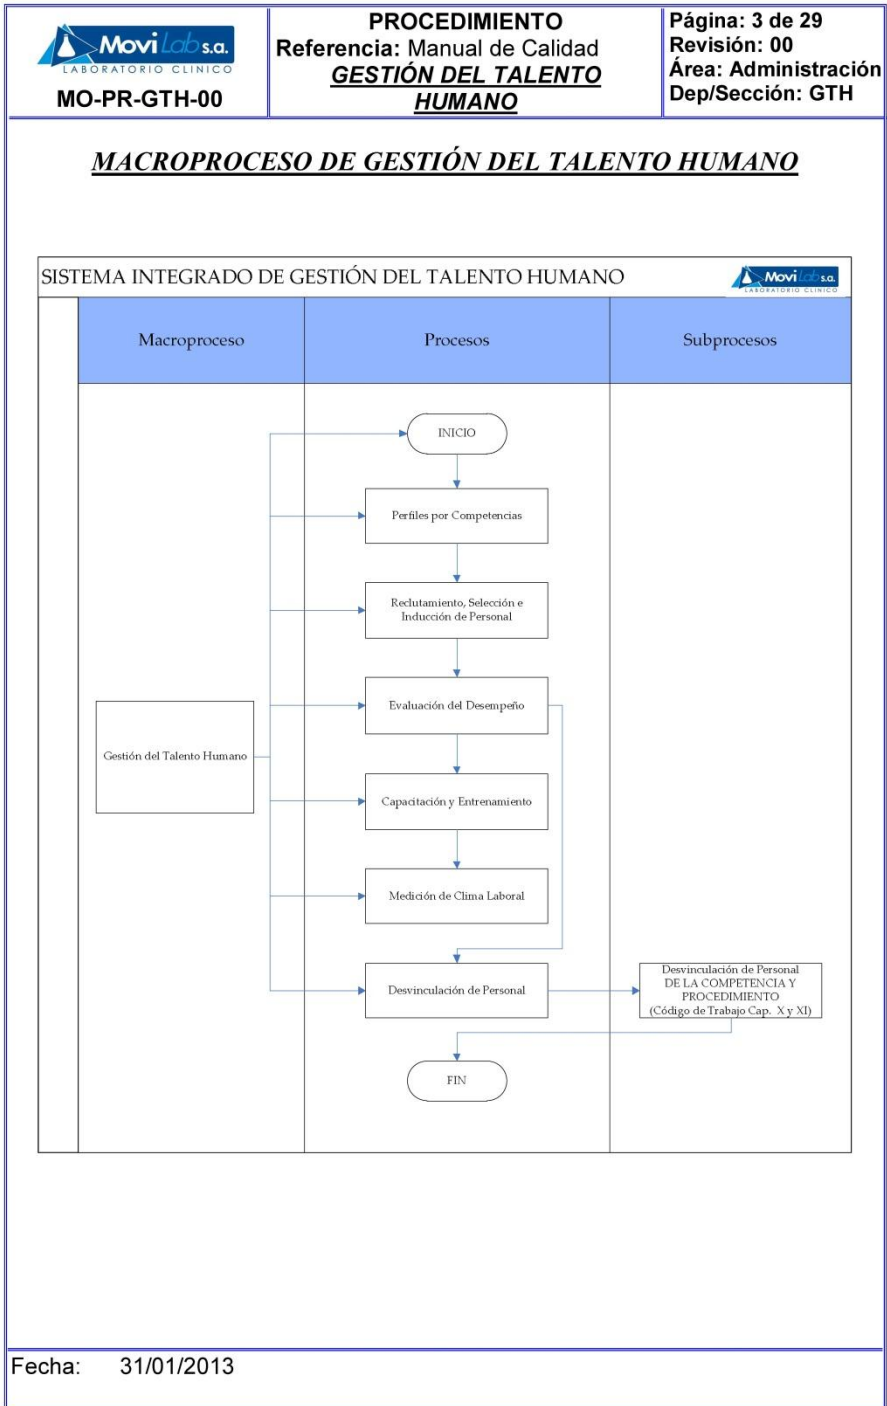 Movi Lab s.a.
LABORATORIO CLINICO
MO-PR-GTH-00
PROCEDIMIENTO
Referencia: Manual de Calidad
GESTIÓN DEL TALENTO
HUMANO
Página: 3 de 29
Revisión: 00
Área: Administración
Dep/Sección: GTH
MACROPROCESO DE GESTIÓN DEL TALENTO HUMANO
SISTEMA INTEGRADO DE GESTIÓN DEL TALENTO HUMANO
Movi Lab s.a.
LABORATORIO CLINICO
Macroproceso
Procesos
Subprocesos
INICIO
Perfiles por Competencias
Reclutamiento, Selección e
Inducción de Personal
Evaluación del Desempeño
Gestión del Talento Humano
Capacitación y Entrenamiento
Medición de Clima Laboral
Desvinculación de Personal
Desvinculación de Personal
DE LA COMPETENCIA Y
PROCEDIMIENTO
(Código de Trabajo Cap. X y XI)
FIN
Fecha: 31/01/2013